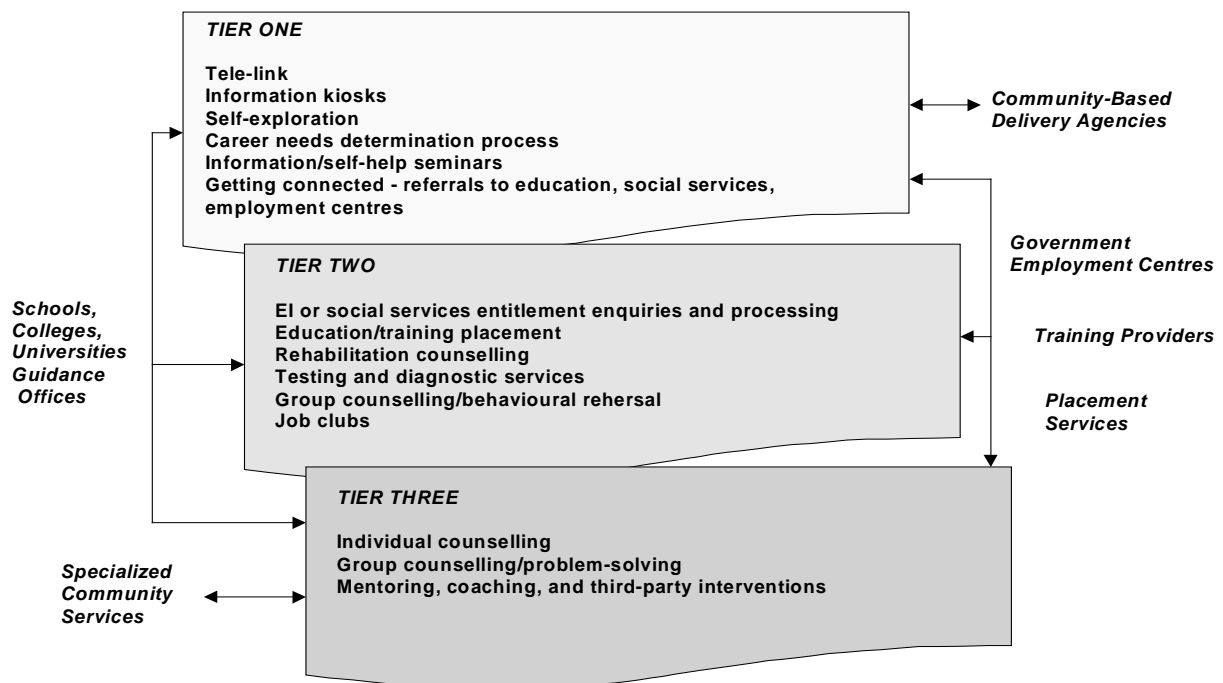 TIER ONE
Tele-link
Information kiosks
Self-exploration
Career needs determination process
Information/self-help seminars
Getting connected - referrals to education, social services,
employment centres
Community-Based
Delivery Agencies
TIER TWO
EI or social services entitlement enquiries and processing
Education/training placement
Rehabilitation counselling
Testing and diagnostic services
Group counselling/behavioural rehersal
Job clubs
Schools,
Colleges,
Universities
Guidance
Offices
Government
Employment Centres
Training Providers
Placement
Services
TIER THREE
Individual counselling
Group counselling/problem-solving
Mentoring, coaching, and third-party interventions
Specialized
Community
Services